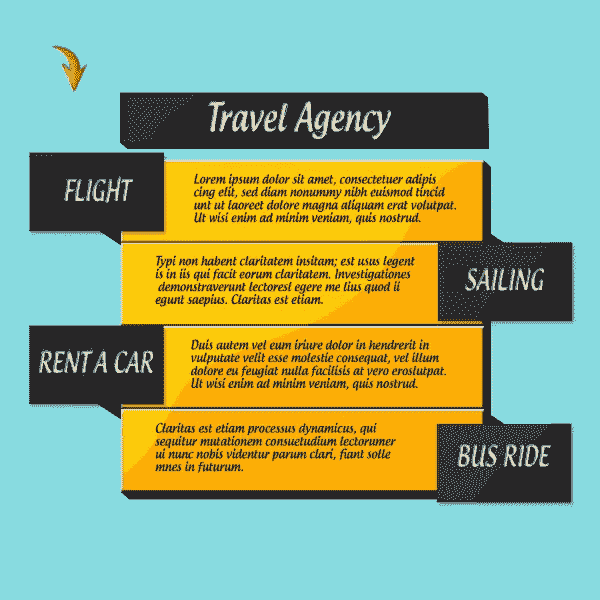 Travel Agency
FLIGHT
Lorem ipsum dolor sit amet, consectetuer adipis
cing elit, sed diam nonummy nibh euismod tincid
unt ut laoreet dolore magna aliquam erat volutpat.
Ut wisi enim ad minim veniam, quis nostrud.
Typi non habent claritatem insitam; est usus legent
is in iis qui facit eorum claritatem. Investigationes
demonstraverunt lectoresl egere me lius quod ii
egunt saepius. Claritas est etiam.
SAILING
RENT A CAR
Duis autem vel eum iriure dolor in hendrerit in
vulputate velit esse molestie consequat, vel illum
dolore eu feugiat nulla facilisis at vero eroslutpat.
Ut wisi enim ad minim veniam, quis nostrud.
Claritas est etiam processus dynamicus, qui
sequitur mutationem consuetudium lectorumer
ui nunc nobis videntur parum clari, fiant solle
mnes in futurum.
BUS RIDE